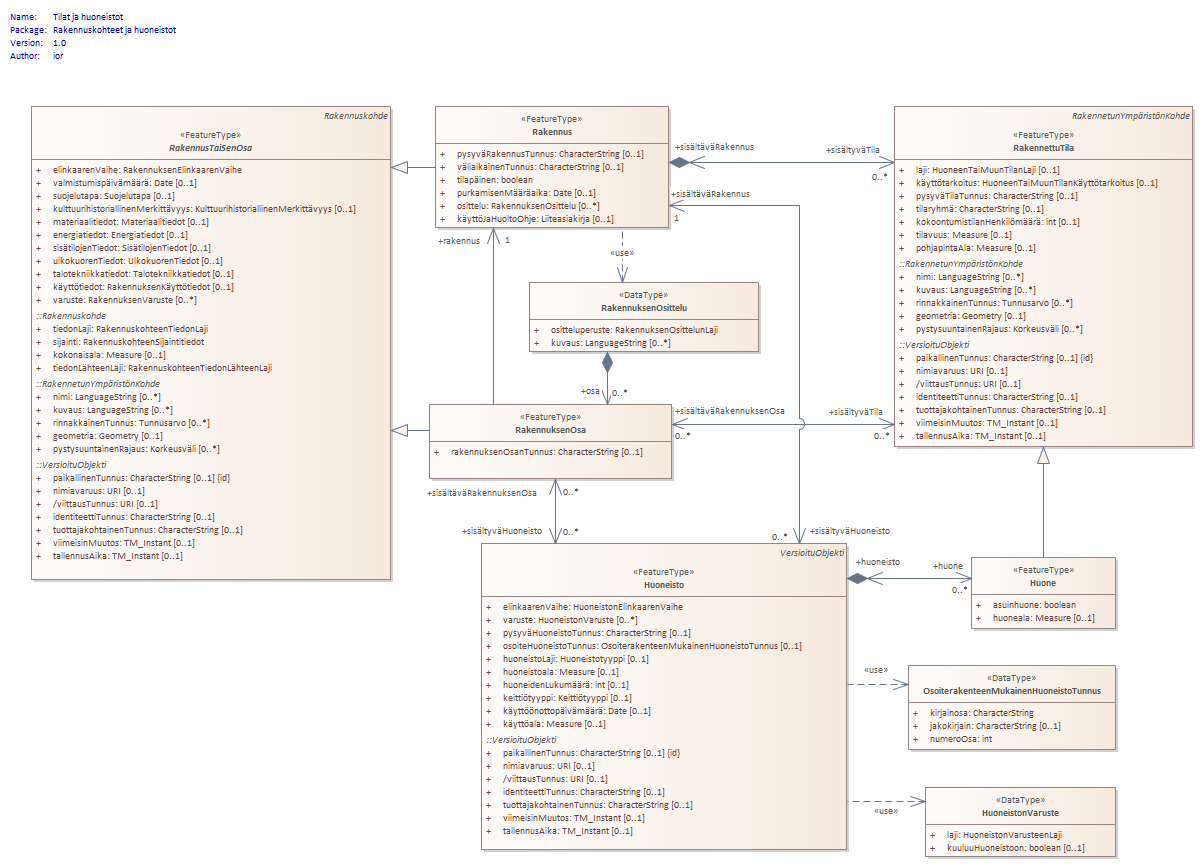 Name: Tilat ja huoneistot
Package: Rakennuskohteet ja huoneistot
Version: 1.0
Author: ior
Rakennuskohde
«FeatureType»
RakennusTaiSenOsa
+ elinkaarenVaihe: RakennuksenElinkaarenVaihe
+ valmistumispäivämäärä: Date [0..1]
+ suojelutapa: Suojelutapa [0..1]
+ kulttuurihistoriallinenMerkittävyys: KulttuurihistoriallinenMerkittävyys [0..1]
+ materiaalitiedot: Materiaalitiedot [0..1]
+ energiatiedot: Energiatiedot [0..1]
+ sisätilojenTiedot: SisätilojenTiedot [0..1]
+ ulkokuorenTiedot: UlkokuorenTiedot [0..1]
+ talotekniikkatiedot: Talotekniikkatiedot [0..1]
+ käyttötiedot: RakennuksenKäyttötiedot [0..1]
+ varuste: RakennuksenVaruste [0..*]
::Rakennuskohde
+ tiedonLaji: RakennuskohteenTiedonLaji
+ sijainti: RakennuskohteenSijaintitiedot
+ kokonaisala: Measure [0..1]
+ tiedonLähteenLaji: RakennuskohteenTiedonLähteenLaji
::RakennetunYmpäristönKohde
+ nimi: LanguageString [0..*]
+ kuvaus: LanguageString [0..*]
+ rinnakkainenTunnus: Tunnusarvo [0..*]
+ geometria: Geometry [0..1]
+ pystysuuntainenRajaus: Korkeusväli [0..*]
::VersioituObjekti
+ paikallinenTunnus: CharacterString [0..1] {id}
+ nimiavaruus: URI [0..1]
+ /viittausTunnus: URI [0..1]
+ identiteettiTunnus: CharacterString [0..1]
+ tuottajakohtainenTunnus: CharacterString [0..1]
+ viimeisinMuutos: TM_Instant [0..1]
+ tallennusAika: TM_Instant [0..1]
«FeatureType»
Rakennus
+ pysyväRakennusTunnus: CharacterString [0..1]
+ väliaikainenTunnus: CharacterString [0..1]
+ tilapäinen: boolean
+ purkamisenMääräaika: Date [0..1]
+ osittelu: RakennuksenOsittelu [0..*]
+ käyttöJaHuoltoOhje: Liiteasiakirja [0..1]
+sisältäväRakennus
+sisältyväTila
0..*
+sisältäväRakennus
1
+rakennus
1
«use»
«DataType»
RakennuksenOsittelu
+ ositteluperuste: RakennuksenOsittelunLaji
+ kuvaus: LanguageString [0..*]
+osa
0..*
«FeatureType»
RakennuksenOsa
+ rakennuksenOsanTunnus: CharacterString [0..1]
+sisältäväRakennuksenOsa
0..*
+sisältyväTila
0..*
+sisältäväRakennuksenOsa
0..*
+sisältyväHuoneisto
0..*
0..*
+sisältyväHuoneisto
RakennetunYmpäristönKohde
«FeatureType»
RakennettuTila
+ laji: HuoneenTaiMuunTilanLaji [0..1]
+ käyttötarkoitus: HuoneenTaiMuunTilanKäyttötarkoitus [0..1]
+ pysyväTilaTunnus: CharacterString [0..1]
+ tilaryhmä: CharacterString [0..1]
+ kokoontumistilanHenkilömäärä: int [0..1]
+ tilavuus: Measure [0..1]
+ pohjapintaAla: Measure [0..1]
::RakennetunYmpäristönKohde
+ nimi: LanguageString [0..*]
+ kuvaus: LanguageString [0..*]
+ rinnakkainenTunnus: Tunnusarvo [0..*]
+ geometria: Geometry [0..1]
+ pystysuuntainenRajaus: Korkeusväli [0..*]
::VersioituObjekti
+ paikallinenTunnus: CharacterString [0..1] {id}
+ nimiavaruus: URI [0..1]
+ /viittausTunnus: URI [0..1]
+ identiteettiTunnus: CharacterString [0..1]
+ tuottajakohtainenTunnus: CharacterString [0..1]
+ viimeisinMuutos: TM_Instant [0..1]
+ tallennusAika: TM_Instant [0..1]
VersioituObjekti
«FeatureType»
Huoneisto
+ elinkaarenVaihe: HuoneistonElinkaarenVaihe
+ varuste: HuoneistonVaruste [0..*]
+ pysyväHuoneistoTunnus: CharacterString [0..1]
+ osoiteHuoneistoTunnus: OsoiterakenteenMukainenHuoneistoTunnus [0..1]
+ huoneistoLaji: Huoneistotyyppi [0..1]
+ huoneistoala: Measure [0..1]
+ huoneidenLukumäärä: int [0..1]
+ keittiötyyppi: Keittiötyyppi [0..1]
+ käyttöönottopäivämäärä: Date [0..1]
+ käyttöala: Measure [0..1]
::VersioituObjekti
+ paikallinenTunnus: CharacterString [0..1] {id}
+ nimiavaruus: URI [0..1]
+ /viittausTunnus: URI [0..1]
+ identiteettiTunnus: CharacterString [0..1]
+ tuottajakohtainenTunnus: CharacterString [0..1]
+ viimeisinMuutos: TM_Instant [0..1]
+ tallennusAika: TM_Instant [0..1]
+huoneisto
+huone
0..*
«FeatureType»
Huone
+ asuinhuone: boolean
+ huoneala: Measure [0..1]
«use»
«DataType»
OsoiterakenteenMukainenHuoneistoTunnus
+ kirjainosa: CharacterString
+ jakokirjain: CharacterString [0..1]
+ numeroOsa: int
«use»
«DataType»
HuoneistonVaruste
+ laji: HuoneistonVarusteenLaji
+ kuuluuHuoneistoon: boolean [0..1]